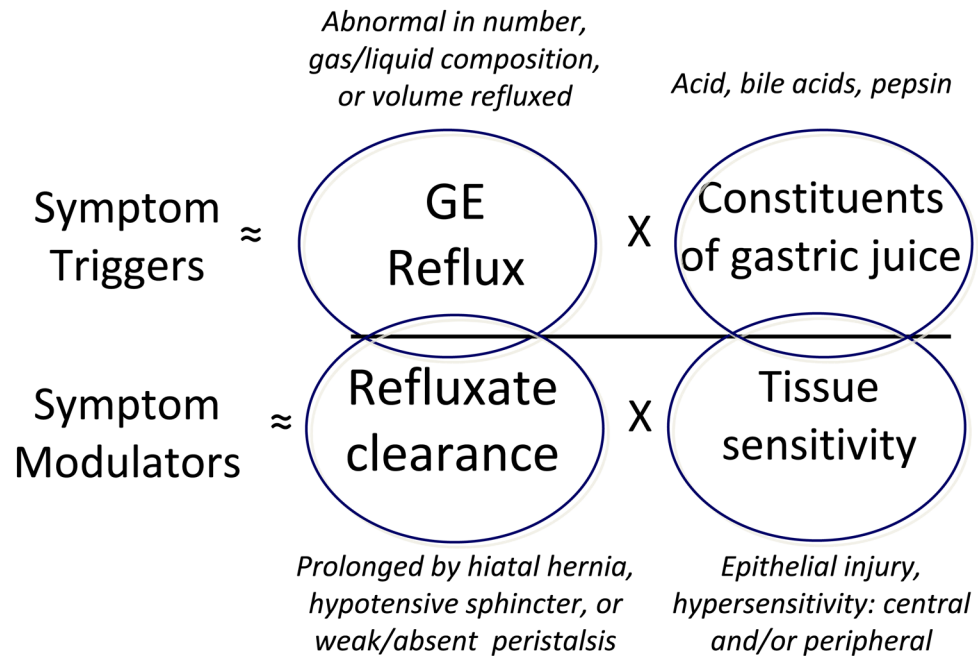 Abnormal in number,
gas/liquid composition,
or volume refluxed
Acid, bile acids, pepsin
Symptom
Triggers
≈
GE
Reflux
X
Constituents
of gastric juice
Symptom
Modulators
≈
Refluxate
clearance
X
Tissue
sensitivity
Prolonged by hiatal hernia,
hypotensive sphincter, or
weak/absent peristalsis
Epithelial injury,
hypersensitivity: central
and/or peripheral